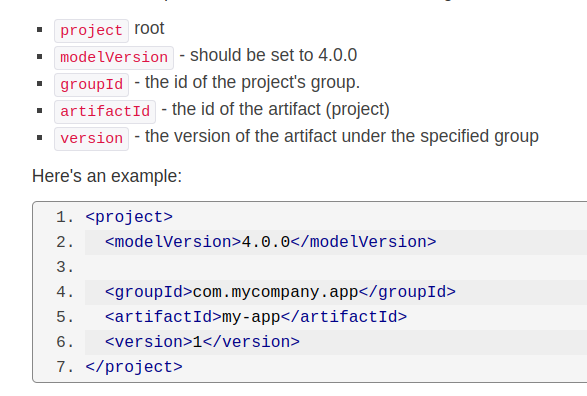 project root
modelVersion - should be set to 4.0.0
groupId - the id of the project's group.
artifactId - the id of the artifact (project)
version - the version of the artifact under the specified group
Here's an example:
1. <project>
2.   <modelVersion>4.0.0</modelVersion>
3.
4.   <groupId>com.mycompany.app</groupId>
5.   <artifactId>my-app</artifactId>
6.   <version>1</version>
7. </project>